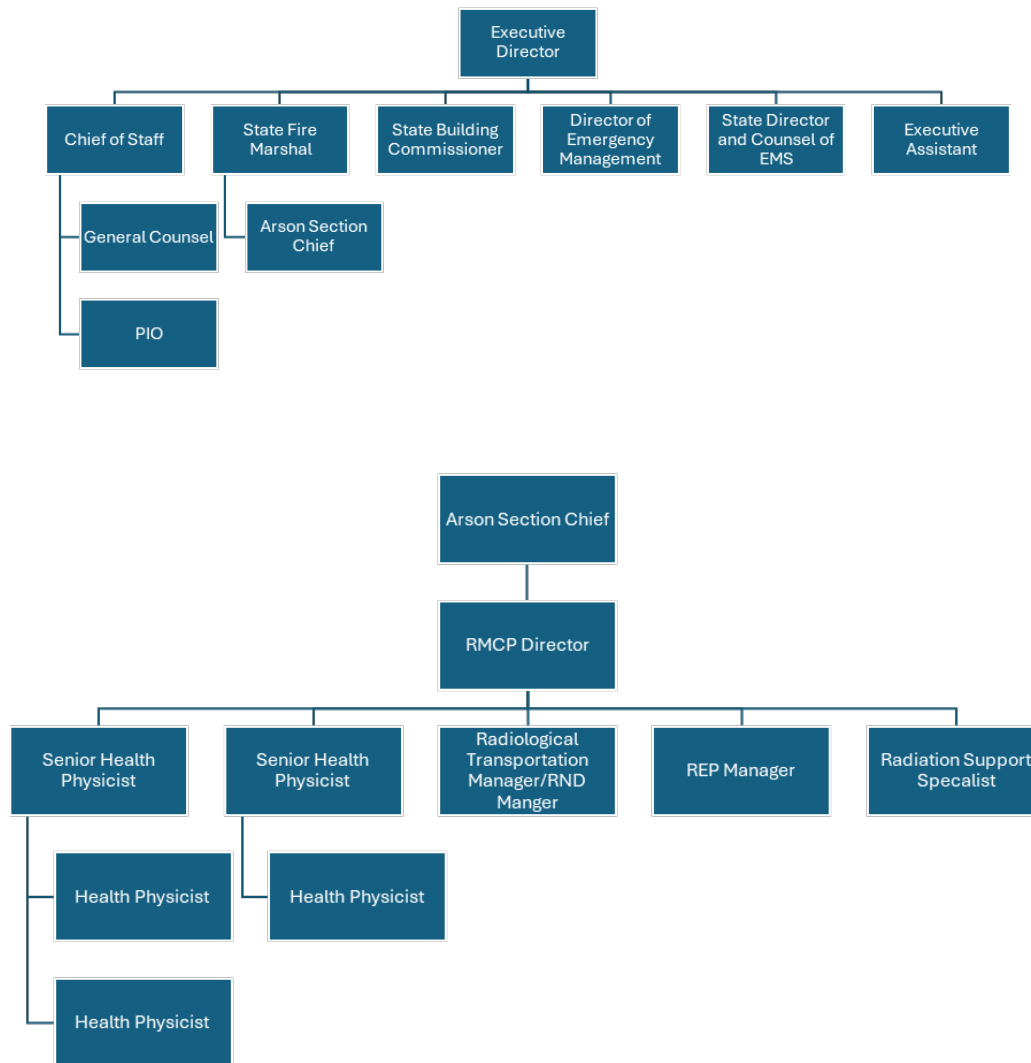 Executive
Director
Chief of Staff
State Fire
Marshal
State Building
Commissioner
Director of
Emergency
Management
State Director
and Counsel of
EMS
Executive
Assistant
General Counsel
Arson Section
Chief
PIO
Arson Section Chief
RMCP Director
Senior Health
Physicist
Senior Health
Physicist
Radiological
Transportation
Manager/RND
Manger
REP Manager
Radiation Support
Specalist
Health Physicist
Health Physicist
Health Physicist